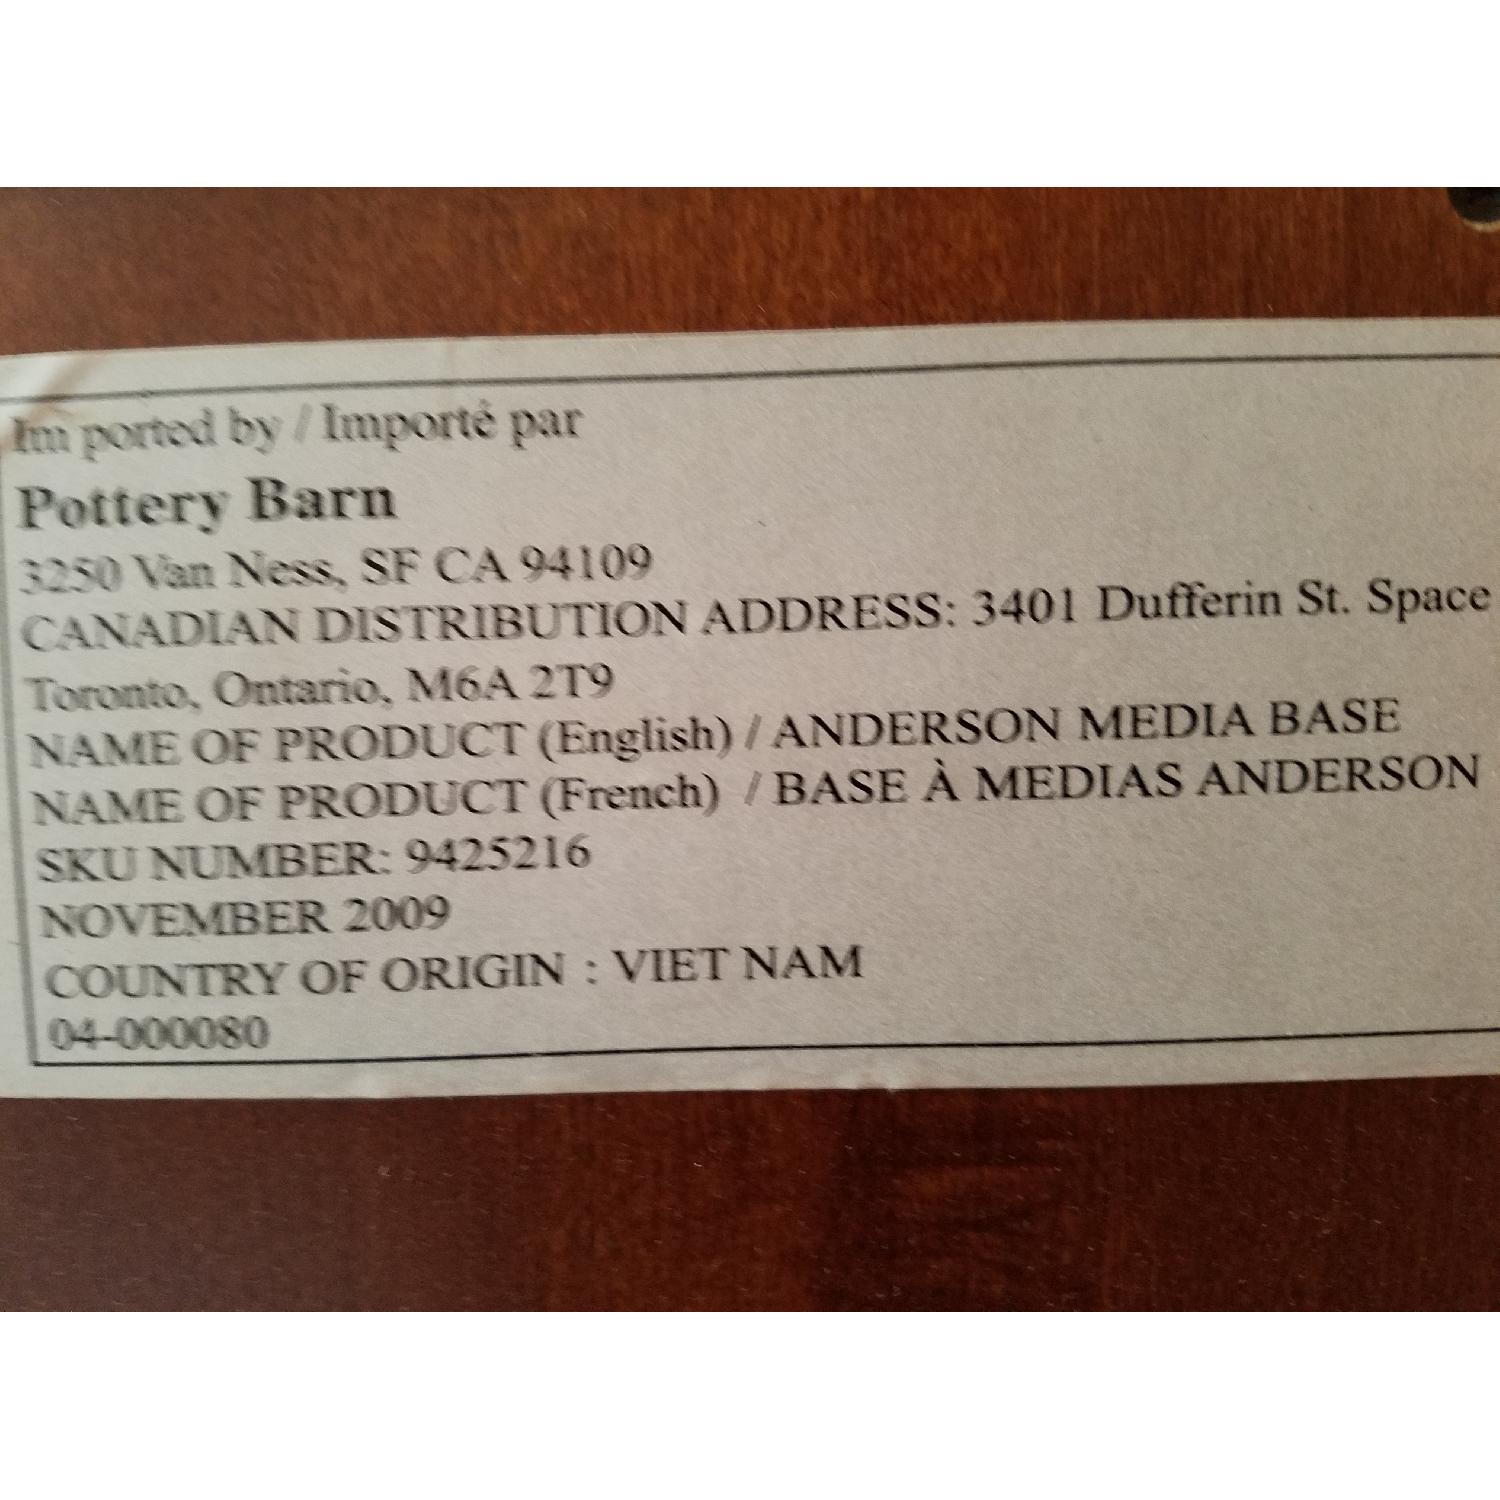 Im ported by / Importé par
Pottery Barn
3250 Van Ness, SF CA 94109
CANADIAN DISTRIBUTION ADDRESS: 3401 Dufferin St. Space
Toronto, Ontario, M6A 2T9
NAME OF PRODUCT (English) / ANDERSON MEDIA BASE
NAME OF PRODUCT (French) / BASE À MEDIAS ANDERSON
SKU NUMBER: 9425216
NOVEMBER 2009
COUNTRY OF ORIGIN : VIET NAM
04-000080